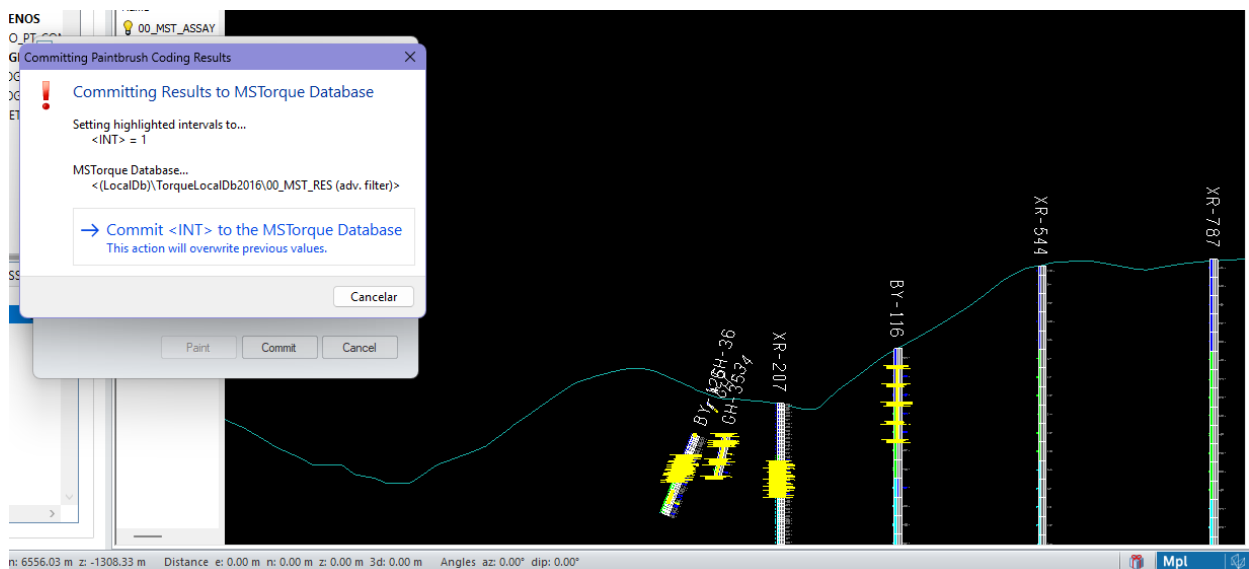 ENOS
00_MST_ASSAY
Committing Paintbrush Coding Results
Committing Results to MSTorque Database
Setting highlighted intervals to...
<INT> = 1
MSTorque Database...
<(LocalDb)\TorqueLocalDb2016\00_MST_RES (adv. filter)>
Commit <INT> to the MSTorque Database
This action will overwrite previous values.
Cancelar
Paint
Commit
Cancel
GH-3534
XR-207
BY-116
XR-544
XR-787
n: 6556.03 m z: -1308.33 m Distance e: 0.00 m n: 0.00 m z: 0.00 m 3d: 0.00 m Angles az: 0.00° dip: 0.00°
Mpl